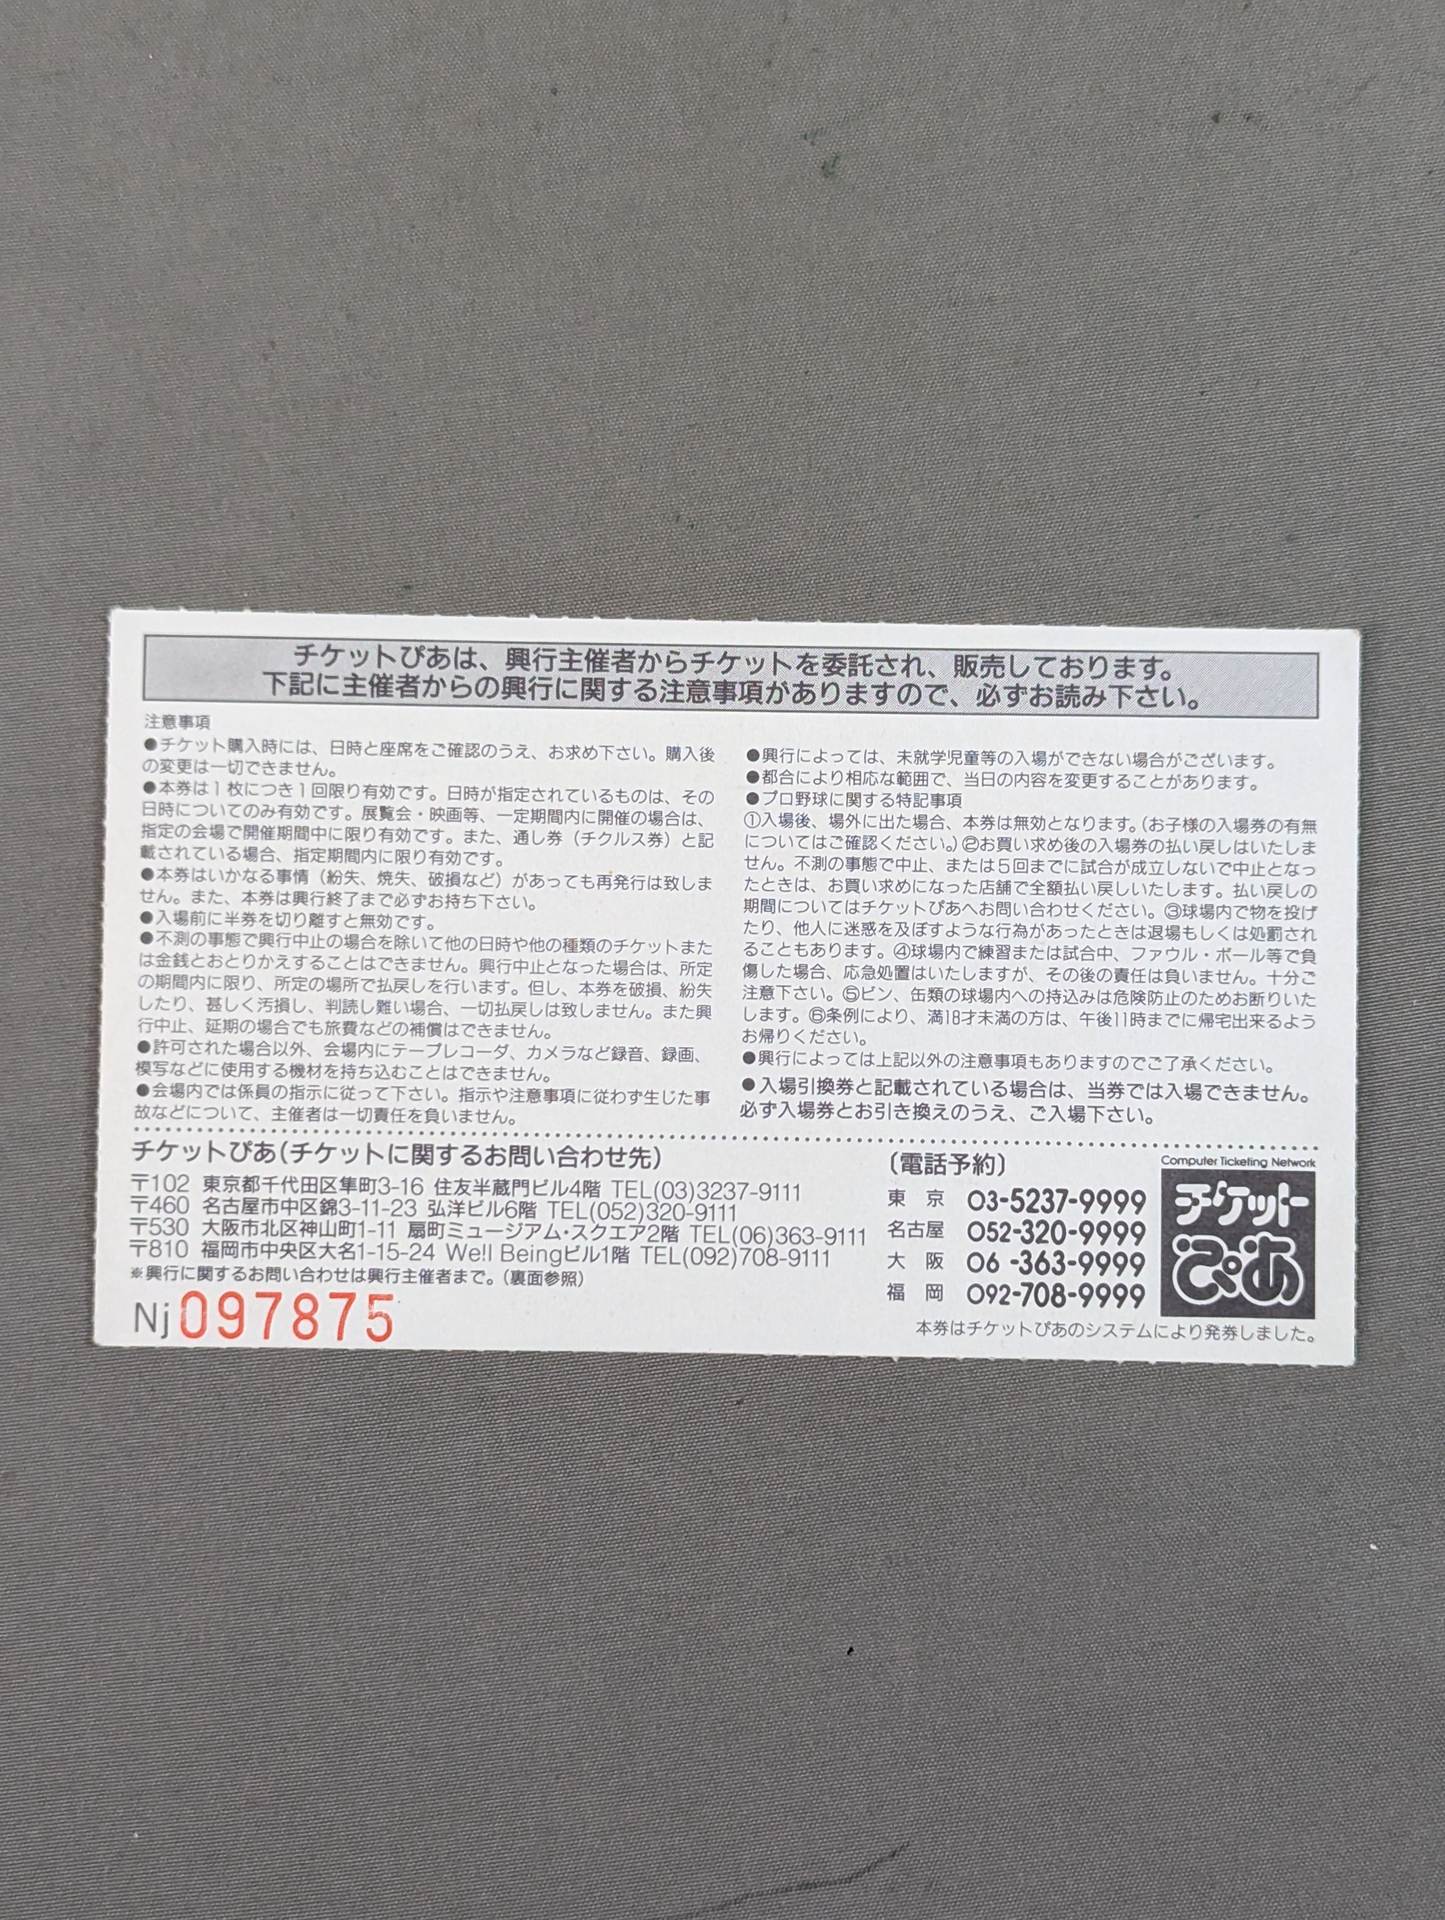 チケットぴあは、興行主催者からチケットを委託され、販売しております。
下記に主催者からの興行に関する注意事項がありますので、必ずお読み下さい。
注意事項
●チケット購入時には、日時と座席をご確認のうえ、お求め下さい。購入後
の変更は一切できません。
●本券は1枚につき1回限り有効です。日時が指定されているものは、その
日時についてのみ有効です。展覧会・映画等、一定期間内に開催の場合は、
指定の会場で開催期間中に限り有効です。また、通し券（チクルス券）と記
載されている場合、指定期間内に限り有効です。
●本券はいかなる事情（紛失、焼失、破損など）があっても再発行は致しま
せん。また、本券は興行終了まで必ずお持ち下さい。
●入場前に半券を切り離すと無効です。
●不測の事態で興行中止の場合を除いて他の日時や他の種類のチケットまた
は金銭とおとりかえすることはできません。興行中止となった場合は、所定
の期間内に限り、所定の場所で払戻しを行います。但し、本券を破損、紛失
したり、甚しく汚損し、判読し難い場合、一切払戻しは致しません。また興
行中止、延期の場合でも旅費などの補償はできません。
●許可された場合以外、会場内にテープレコーダ、カメラなど録音、録画、
模写などに使用する機材を持ち込むことはできません。
●会場内では係員の指示に従って下さい。指示や注意事項に従わず生じた事
故などについて、主催者は一切責任を負いません。
●興行によっては、未就学児童等の入場ができない場合がございます。
●都合により相応な範囲で、当日の内容を変更することがあります。
●プロ野球に関する特記事項
①入場後、場外に出た場合、本券は無効となります。（お子様の入場券の有無
についてはご確認ください。）②お買い求め後の入場券の払い戻しはいたしま
せん。不測の事態で中止、または5回までに試合が成立しないで中止となっ
たときは、お買い求めになった店舗で全額払い戻しいたします。払い戻しの
期間についてはチケットぴあへお問い合わせください。③球場内で物を投げ
たり、他人に迷惑を及ぼすような行為があったときは退場もしくは処罰され
ることもあります。④球場内で練習または試合中、ファウル・ボール等で負
傷した場合、応急処置はいたしますが、その後の責任は負いません。十分ご
注意下さい。⑤ビン、缶類の球場内への持込みは危険防止のためお断りいた
します。⑥条例により、満18才未満の方は、午後11時までに帰宅出来るよう
お帰りください。
●興行によっては上記以外の注意事項もありますのでご了承ください。
●入場引換券と記載されている場合は、当券では入場できません。
必ず入場券とお引き換えのうえ、ご入場下さい。
チケットぴあ（チケットに関するお問い合わせ先）
〒102 東京都千代田区隼町3-16 住友半蔵門ビル4階 TEL(03)3237-9111
〒460 名古屋市中区錦3-11-23 弘洋ビル6階 TEL(052)320-9111
〒530 大阪市北区神山町1-11 扇町ミュージアム・スクエア2階 TEL(06)363-9111
〒810 福岡市中央区大名1-15-24 Well Beingビル1階 TEL(092)708-9111
※興行に関するお問い合わせは興行主催者まで。（裏面参照）
Nj097875
〔電話予約〕
東 京 03-5237-9999
名古屋 052-320-9999
大 阪 06-363-9999
福 岡 092-708-9999
Computer Ticketing Network
チケット
ぴあ
本券はチケットぴあのシステムにより発券しました。